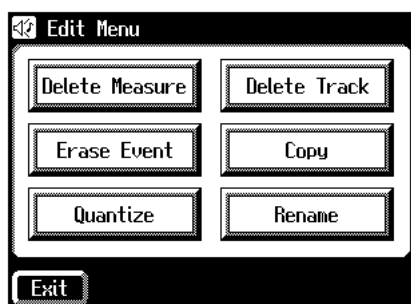 Edit Menu
Delete Measure Delete Track
Erase Event Copy
Quantize Rename
Exit